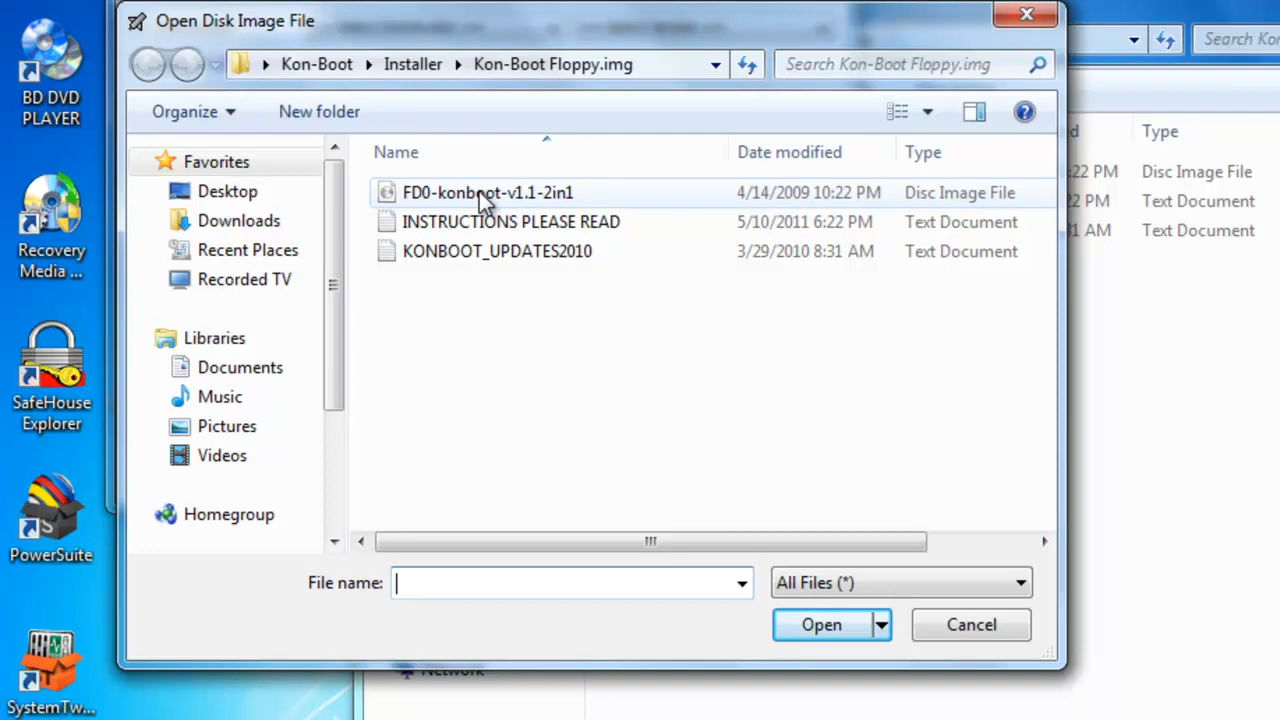 Open Disk Image File
Kon-Boot Installer Kon-Boot Floppy.img
Search Kon-Boot Floppy.img
Search Kon
Organize
New folder
Name
Date modified
Type
FD0-konboot-v1.1-2in1
4/14/2009 10:22 PM
Disc Image File
INSTRUCTIONS PLEASE READ
5/10/2011 6:22 PM
Text Document
KONBOOT_UPDATES2010
3/29/2010 8:31 AM
Text Document
Favorites
Desktop
Downloads
Recent Places
Recorded TV
Libraries
Documents
Music
Pictures
Videos
Homegroup
File name:
All Files (*)
Open
Cancel
Network
d
Type
22 PM
Disc Image File
22 PM
Text Document
31 AM
Text Document
BD DVD
PLAYER
Recovery
Media ...
SafeHouse
Explorer
PowerSuite
SystemTw...